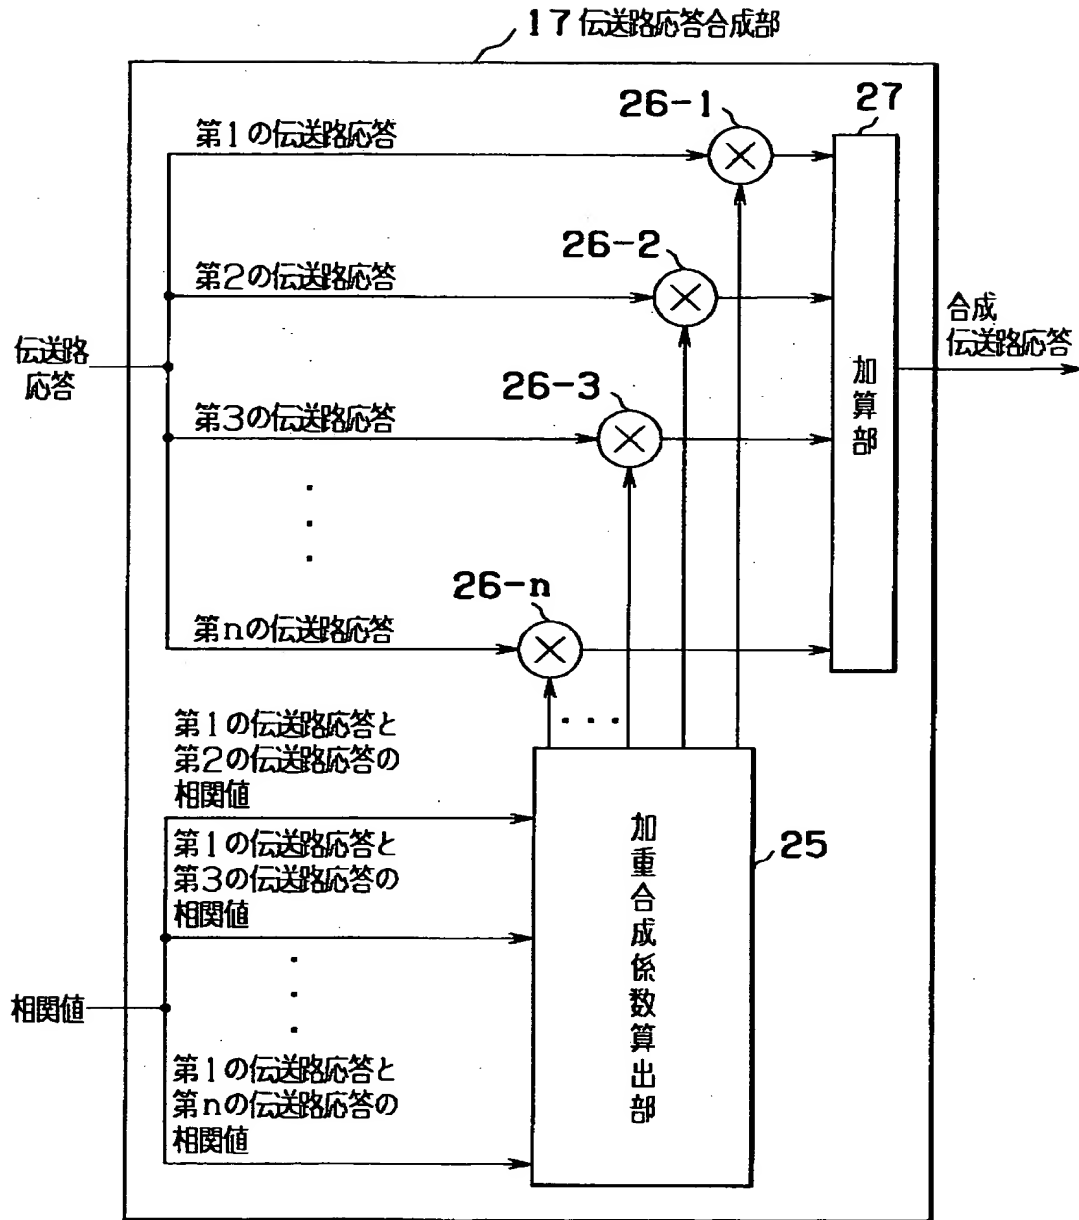 17 伝送路応答合成部
26-1
27
第1の伝送路応答
26-2
第2の伝送路応答
合成
伝送路応答
伝送路
応答
加算部
26-3
第3の伝送路応答
26-n
第nの伝送路応答
第1の伝送路応答と
第2の伝送路応答の
相関値
第1の伝送路応答と
第3の伝送路応答の
相関値
加重合成係数算出部
25
相関値
第1の伝送路応答と
第nの伝送路応答の
相関値